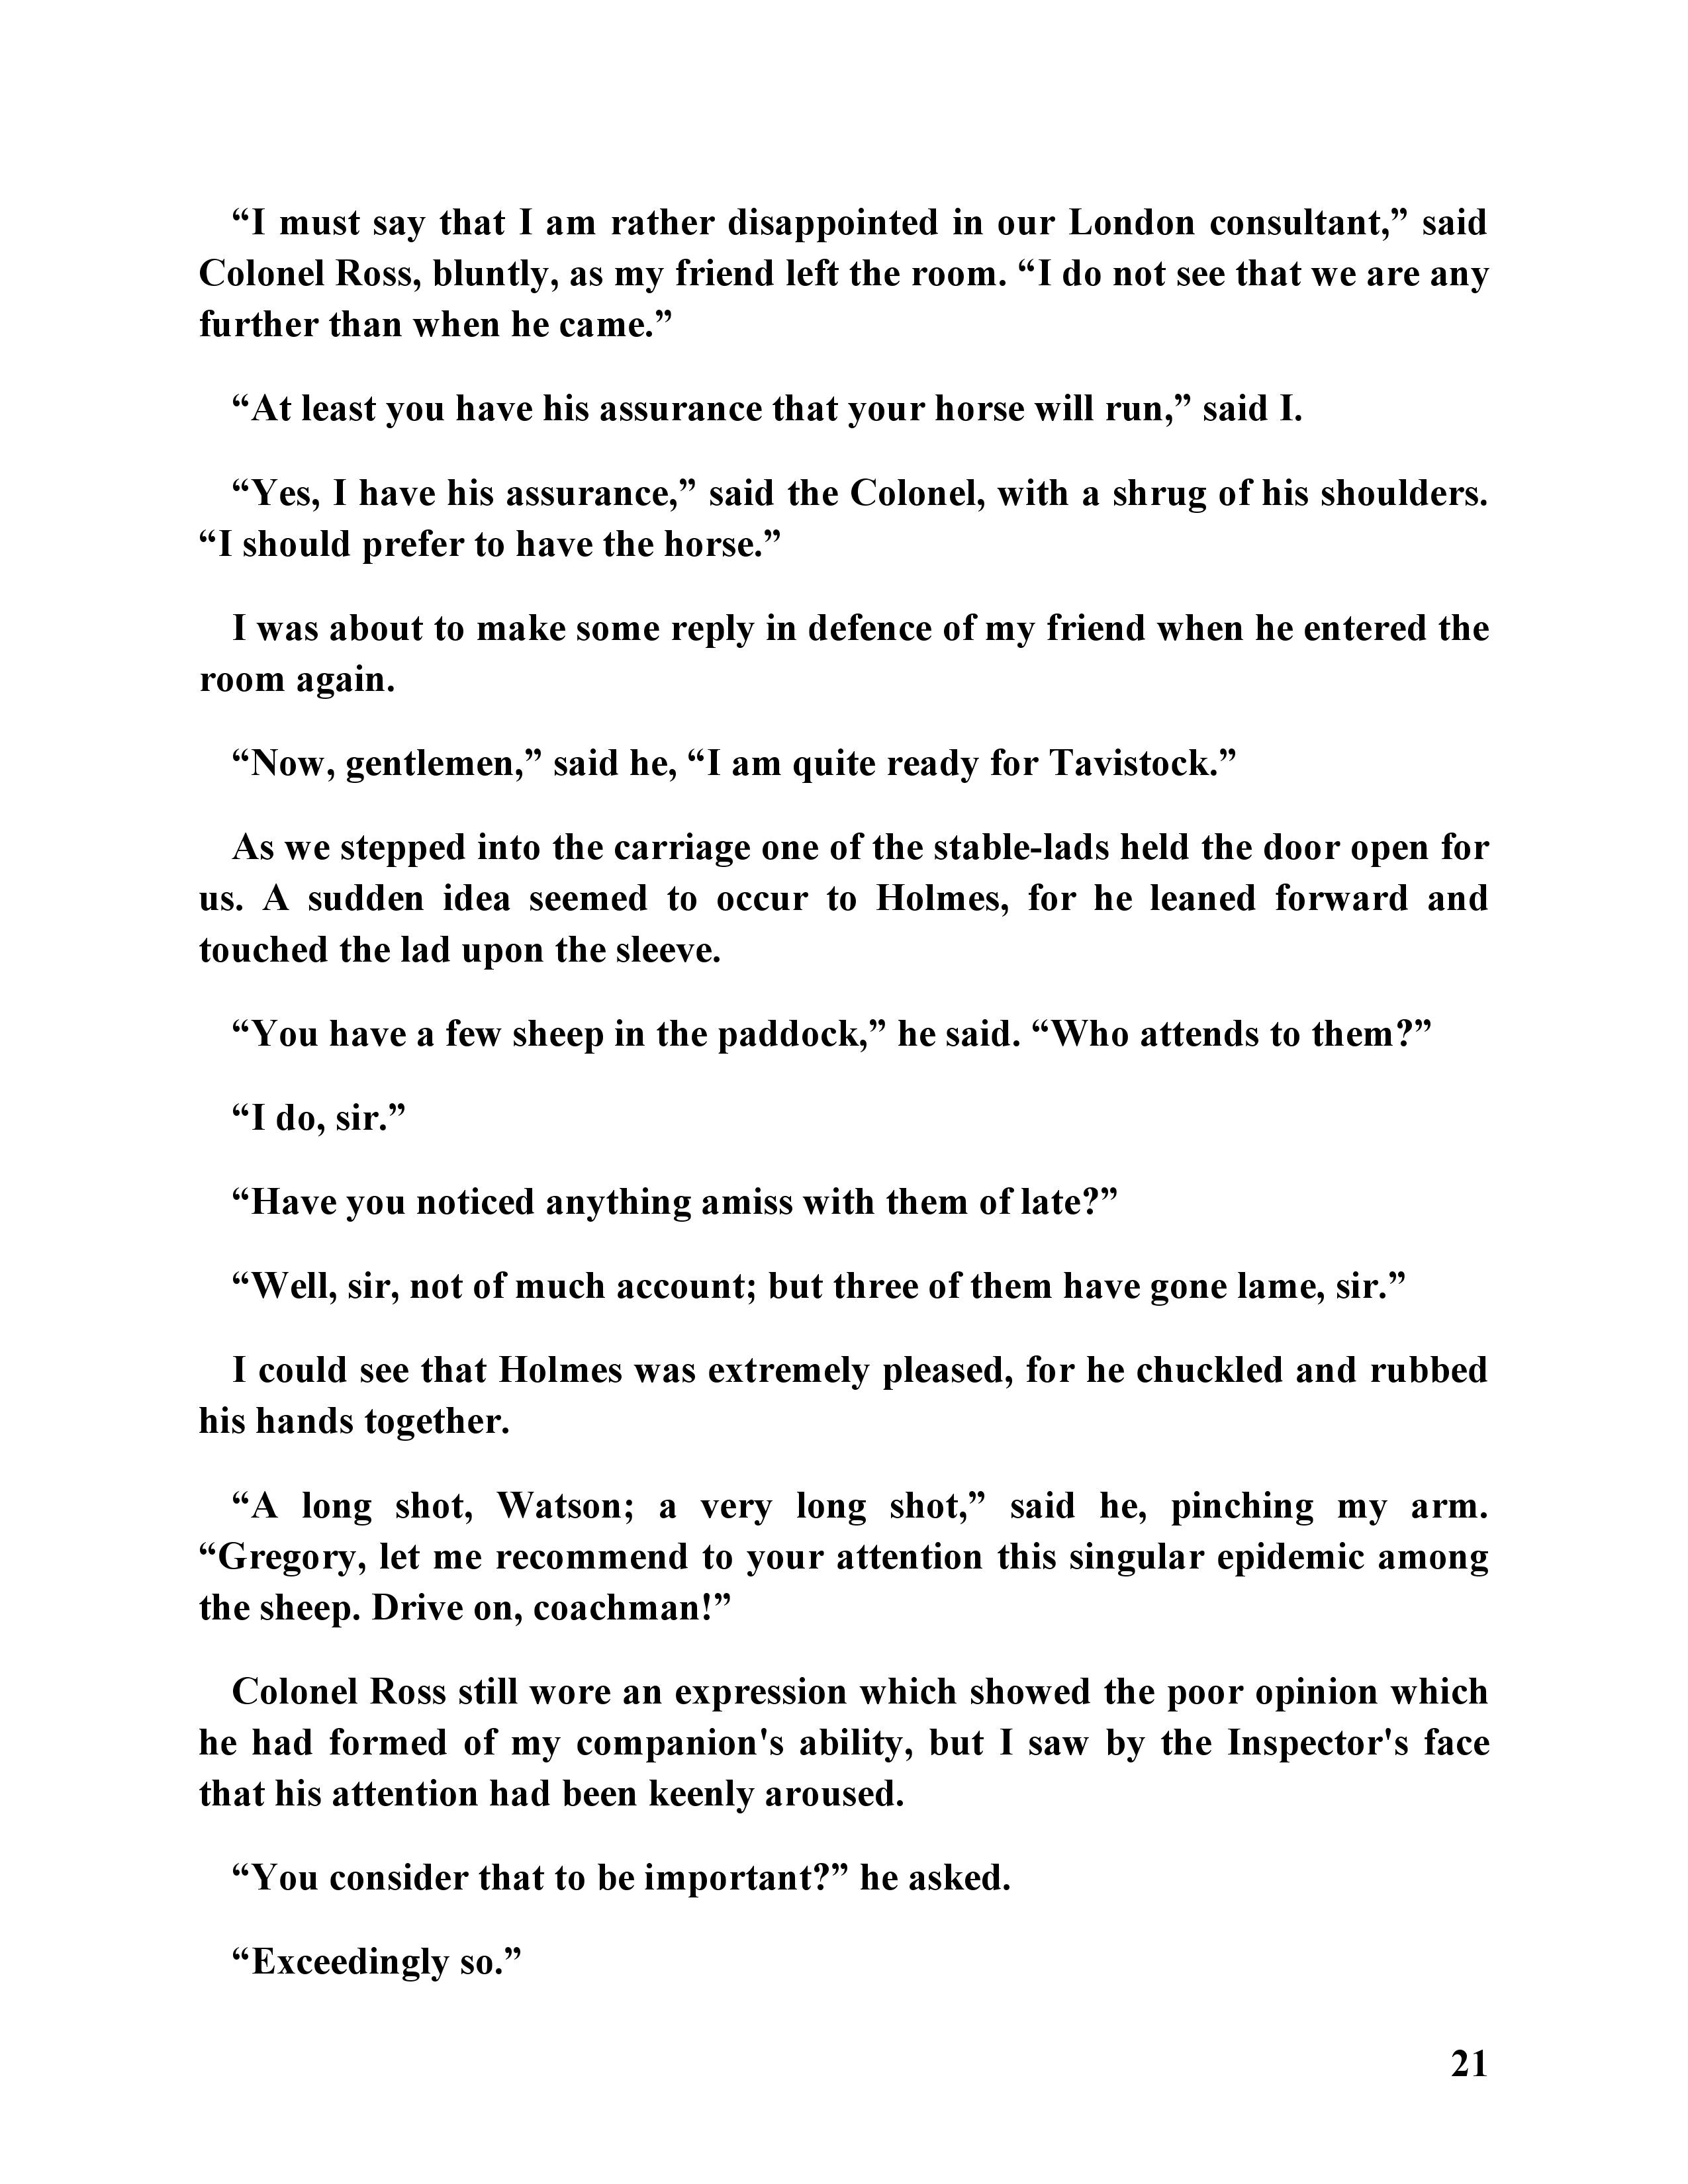 “I must say that I am rather disappointed in our London consultant,” said
Colonel Ross, bluntly, as my friend left the room. “I do not see that we are any
further than when he came.”
“At least you have his assurance that your horse will run,” said I.
“Yes, I have his assurance,” said the Colonel, with a shrug of his shoulders.
“I should prefer to have the horse.”
I was about to make some reply in defence of my friend when he entered the
room again.
“Now, gentlemen,” said he, “I am quite ready for Tavistock.”
As we stepped into the carriage one of the stable-lads held the door open for
us. A sudden idea seemed to occur to Holmes, for he leaned forward and
touched the lad upon the sleeve.
“You have a few sheep in the paddock,” he said. “Who attends to them?”
“I do, sir.”
“Have you noticed anything amiss with them of late?”
“Well, sir, not of much account; but three of them have gone lame, sir.”
I could see that Holmes was extremely pleased, for he chuckled and rubbed
his hands together.
“A long shot, Watson; a very long shot,” said he, pinching my arm.
“Gregory, let me recommend to your attention this singular epidemic among
the sheep. Drive on, coachman!”
Colonel Ross still wore an expression which showed the poor opinion which
he had formed of my companion's ability, but I saw by the Inspector's face
that his attention had been keenly aroused.
“You consider that to be important?” he asked.
“Exceedingly so.”
21